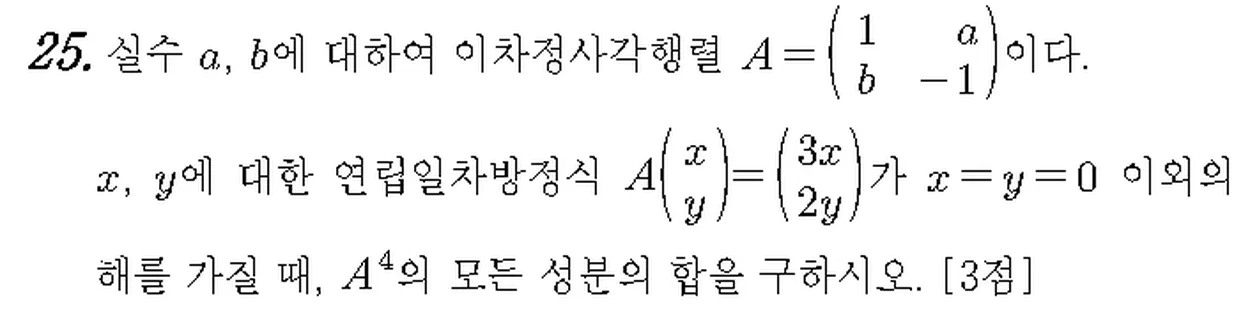 25. 실수 a, b에 대하여 이차정사각행렬 A = ( 1 a ; b −1 )이다.
x, y에 대한 연립일차방정식 A( x ; y ) = ( 3x ; 2y )가 x = y = 0 이외의
해를 가질 때, A⁴의 모든 성분의 합을 구하시오. [3점]